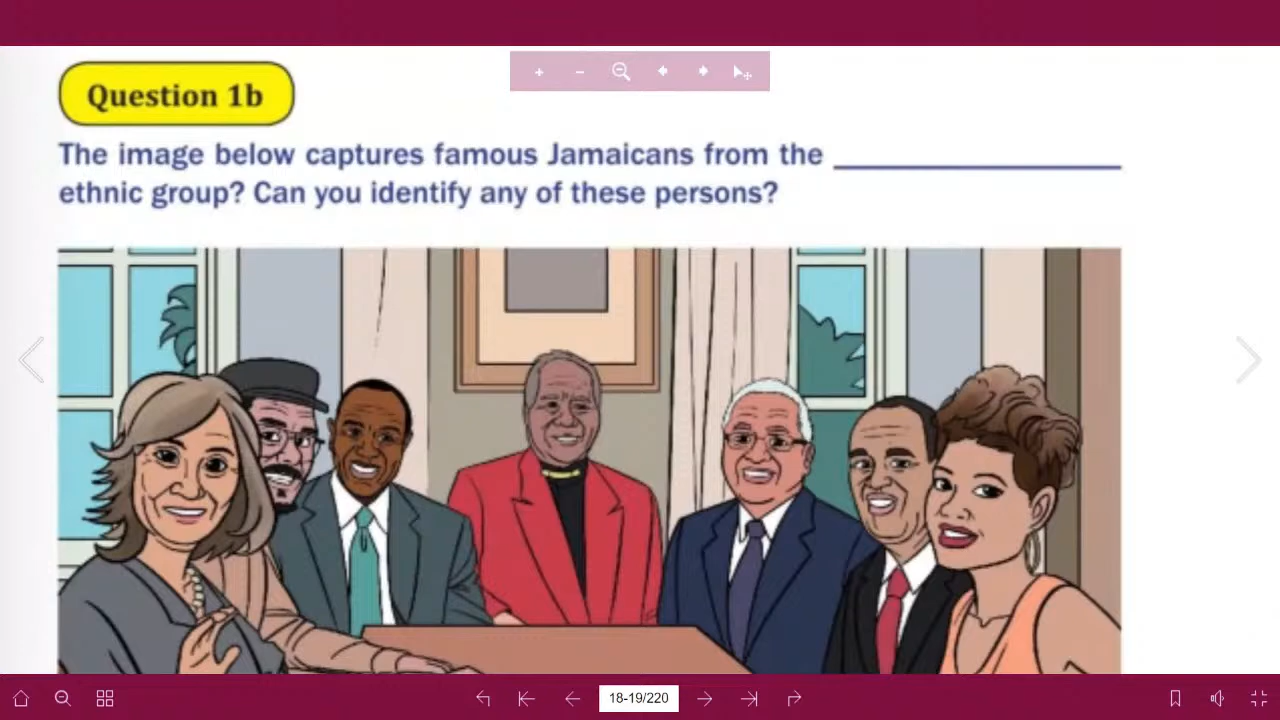 Question 1b
The image below captures famous Jamaicans from the ____________________
ethnic group? Can you identify any of these persons?
18-19/220